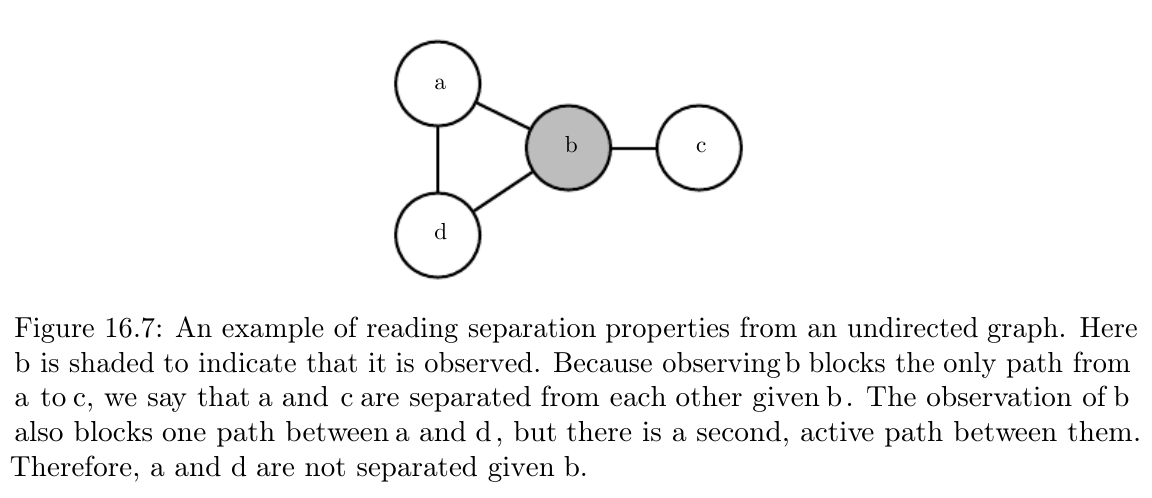 a
b
c
d
Figure 16.7: An example of reading separation properties from an undirected graph. Here
b is shaded to indicate that it is observed. Because observing b blocks the only path from
a to c, we say that a and c are separated from each other given b. The observation of b
also blocks one path between a and d, but there is a second, active path between them.
Therefore, a and d are not separated given b.